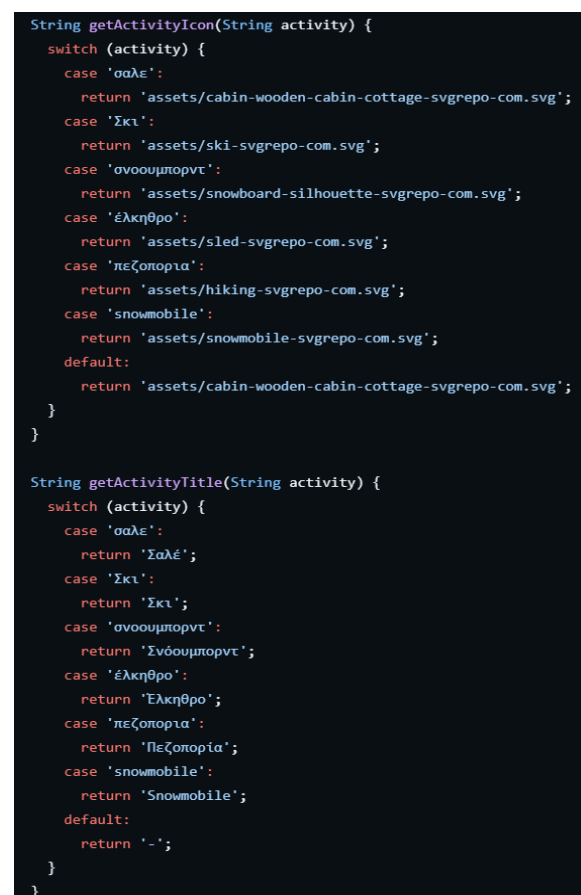 String getActivityIcon(String activity) {
  switch (activity) {
    case 'σαλε':
      return 'assets/cabin-wooden-cabin-cottage-svgrepo-com.svg';
    case 'Σκι':
      return 'assets/ski-svgrepo-com.svg';
    case 'σνοουμπορντ':
      return 'assets/snowboard-silhouette-svgrepo-com.svg';
    case 'έλκηθρο':
      return 'assets/sled-svgrepo-com.svg';
    case 'πεζοπορια':
      return 'assets/hiking-svgrepo-com.svg';
    case 'snowmobile':
      return 'assets/snowmobile-svgrepo-com.svg';
    default:
      return 'assets/cabin-wooden-cabin-cottage-svgrepo-com.svg';
  }
}

String getActivityTitle(String activity) {
  switch (activity) {
    case 'σαλε':
      return 'Σαλέ';
    case 'Σκι':
      return 'Σκι';
    case 'σνοουμπορντ':
      return 'Σνόουμπορντ';
    case 'έλκηθρο':
      return 'Έλκηθρο';
    case 'πεζοπορια':
      return 'Πεζοπορία';
    case 'snowmobile':
      return 'Snowmobile';
    default:
      return '-';
  }
}